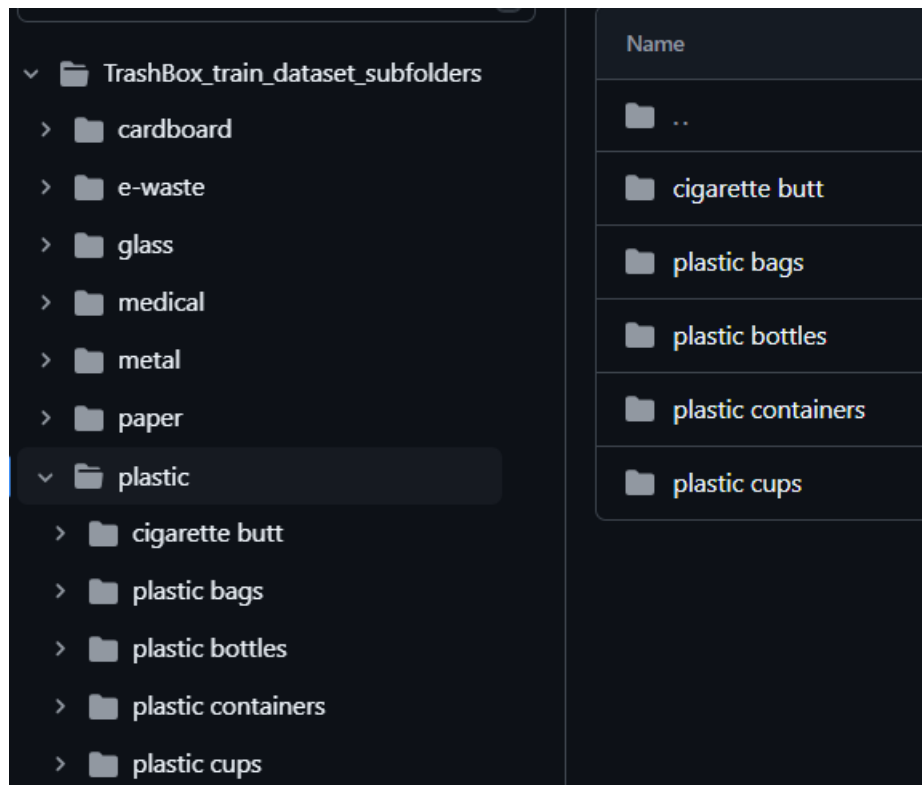 TrashBox_train_dataset_subfolders
cardboard
e-waste
glass
medical
metal
paper
plastic
cigarette butt
plastic bags
plastic bottles
plastic containers
plastic cups
Name
..
cigarette butt
plastic bags
plastic bottles
plastic containers
plastic cups